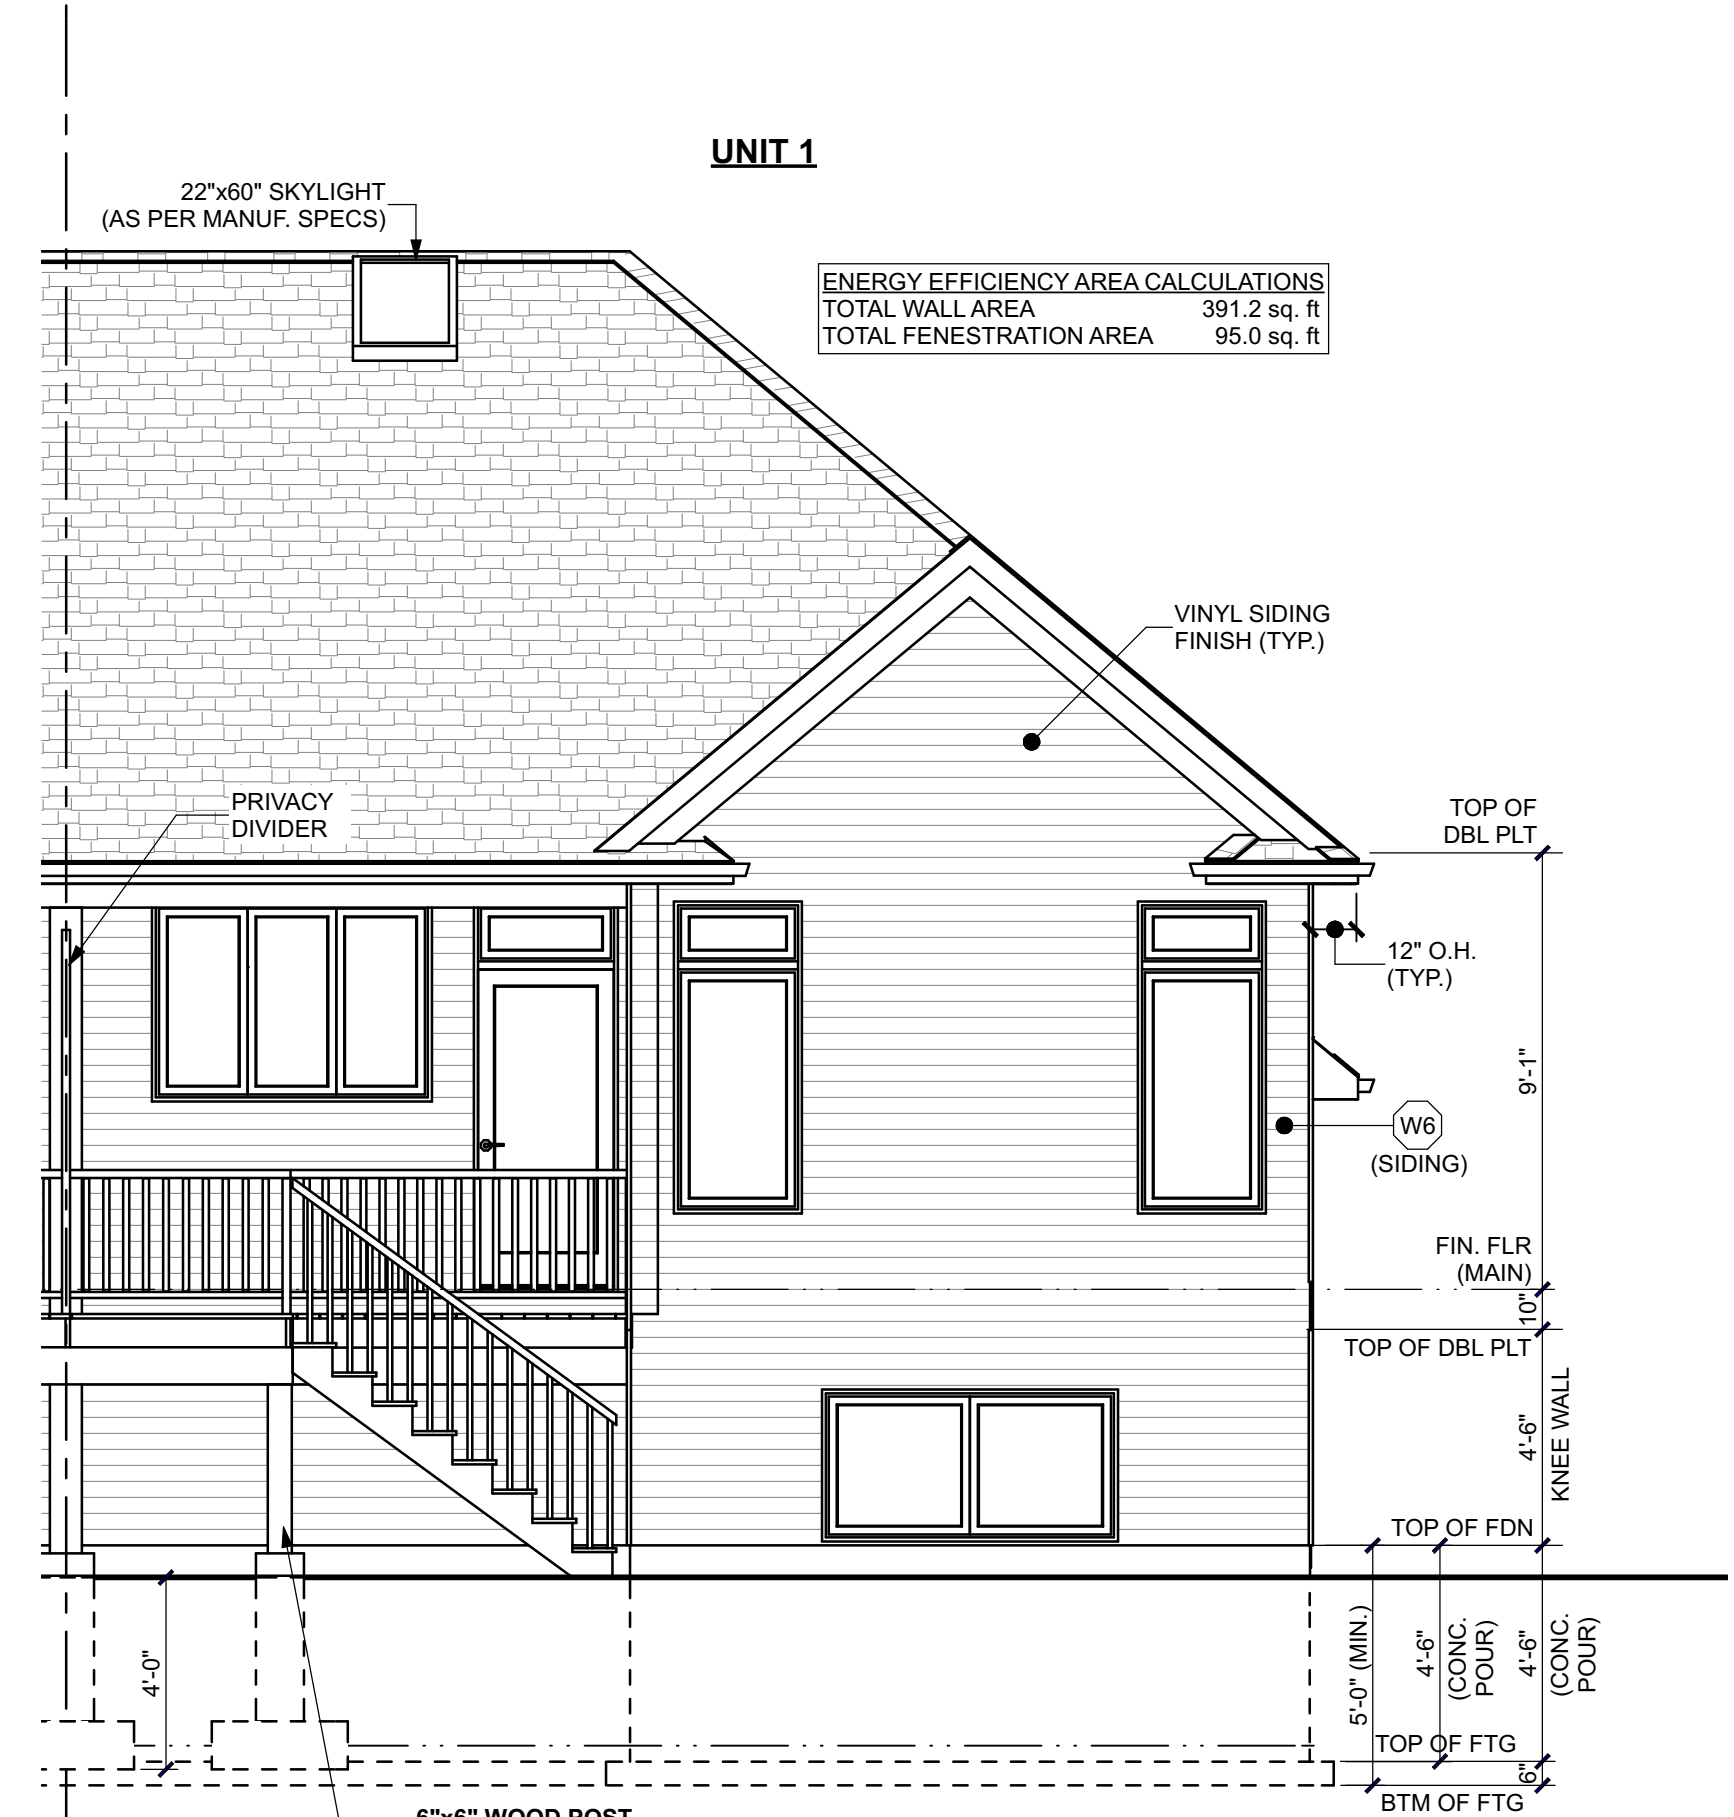 UNIT 1
22"x60" SKYLIGHT
(AS PER MANUF. SPECS)
ENERGY EFFICIENCY AREA CALCULATIONS
TOTAL WALL AREA 391.2 sq. ft
TOTAL FENESTRATION AREA 95.0 sq. ft
VINYL SIDING
FINISH (TYP.)
PRIVACY
DIVIDER
TOP OF
DBL PLT
12" O.H.
(TYP.)
9'-1"
W6
(SIDING)
FIN. FLR
(MAIN)
10"
TOP OF DBL PLT
4'-6"
KNEE WALL
TOP OF FDN
4'-0"
5'-0" (MIN.)
4'-6"
(CONC.
POUR)
4'-6"
(CONC.
POUR)
TOP OF FTG
6"
BTM OF FTG
6"x6" WOOD POST